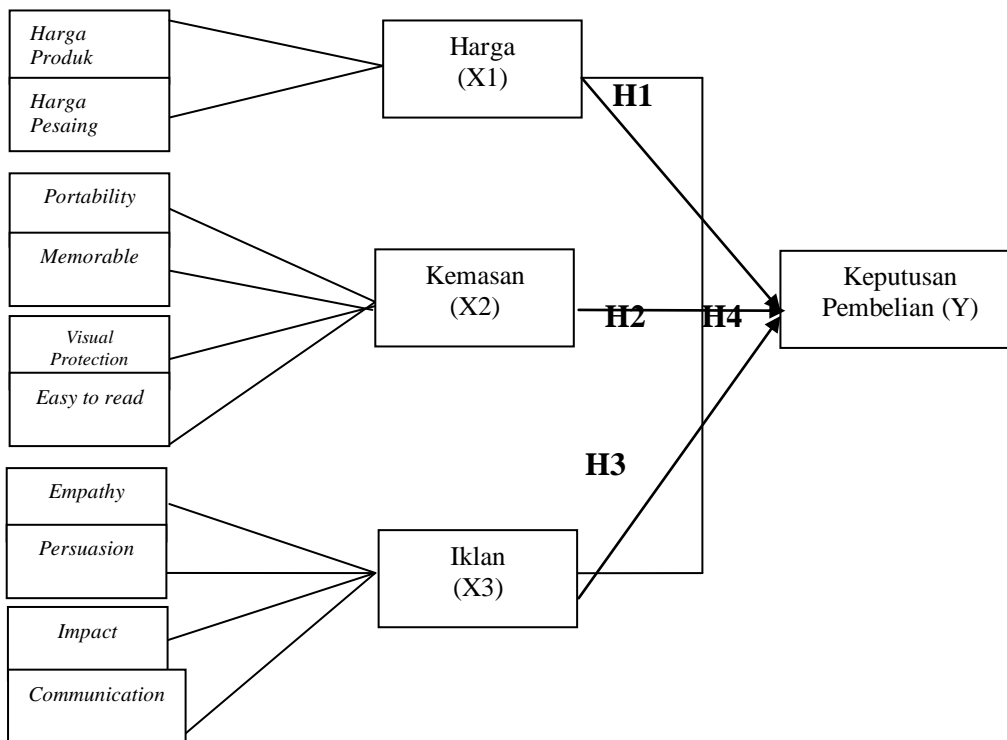 Harga
Produk
Harga
Pesaing
Portability
Memorable
Visual
Protection
Easy to read
Empathy
Persuasion
Impact
Communication
Harga
(X1)
Kemasan
(X2)
Iklan
(X3)
H1
H2
H4
H3
Keputusan
Pembelian (Y)